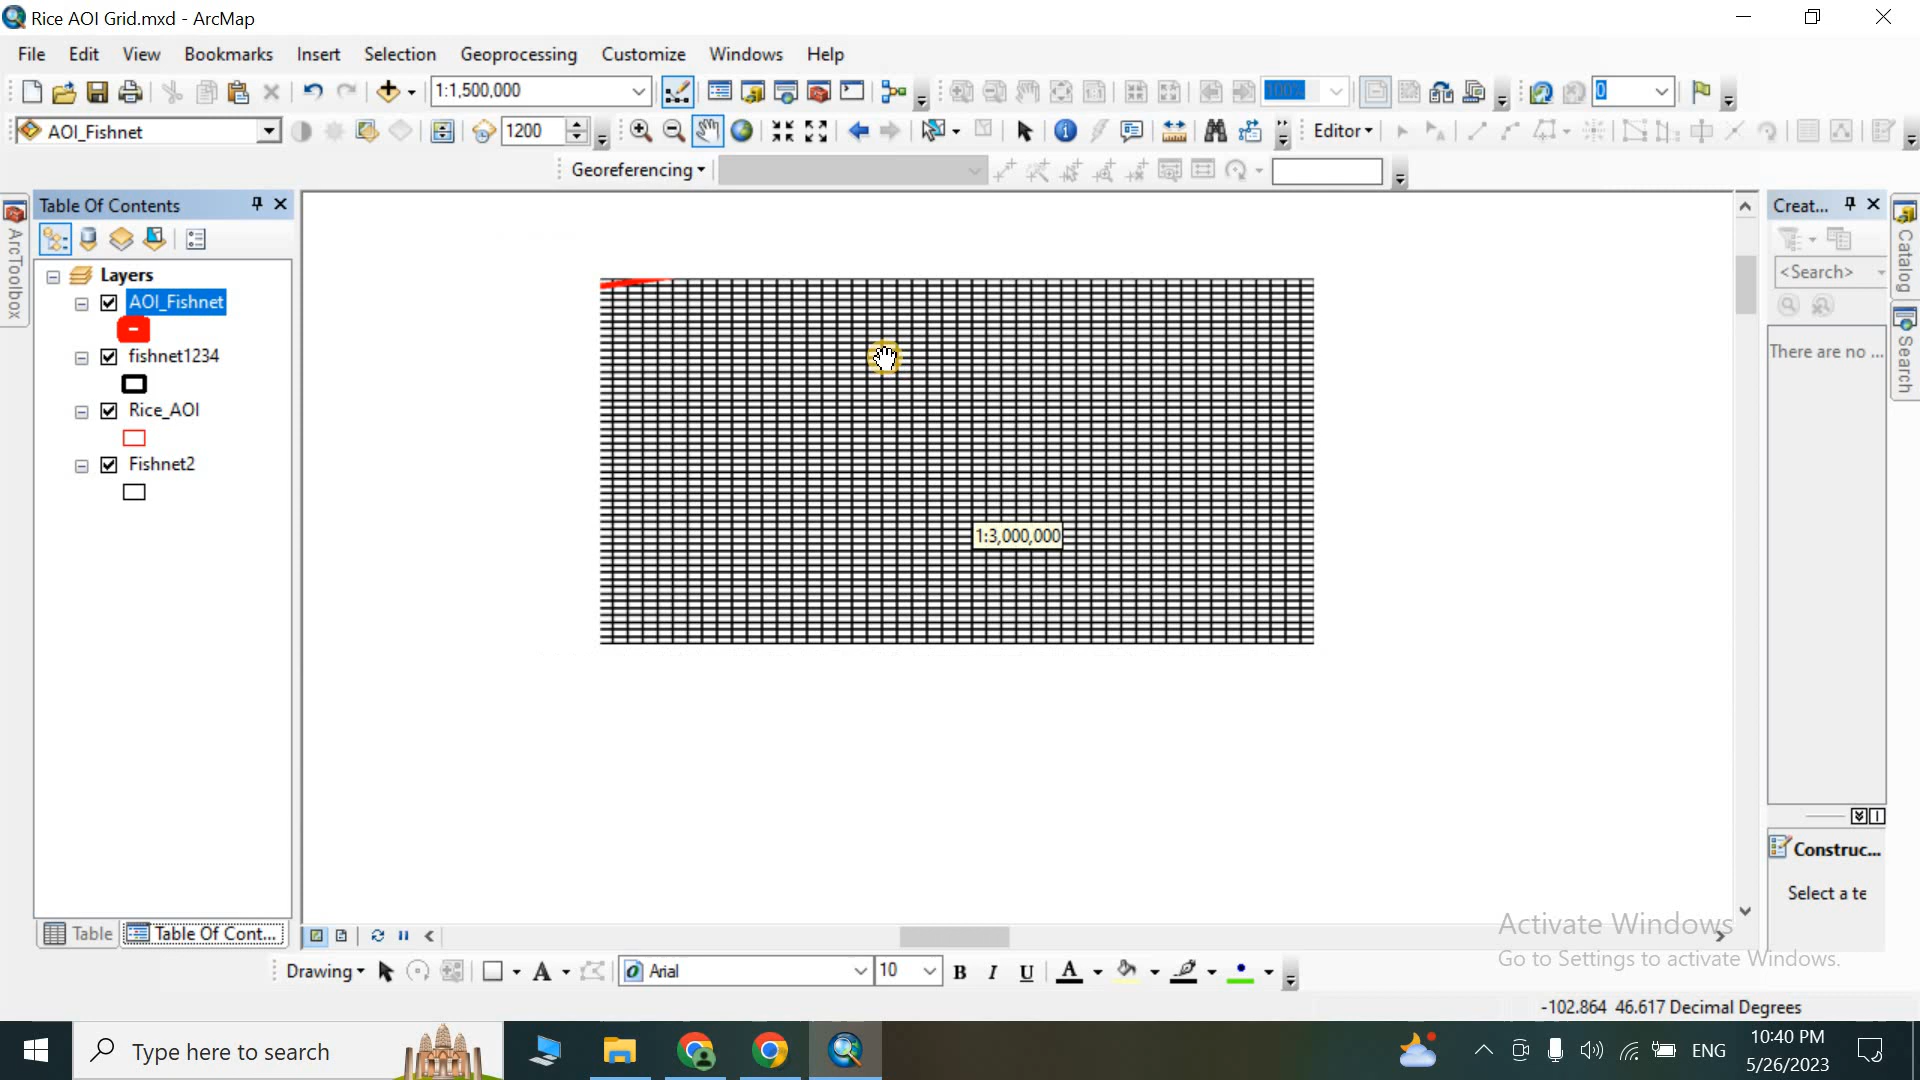 Rice AOI Grid.mxd - ArcMap
File Edit View Bookmarks Insert Selection Geoprocessing Customize Windows Help
1:1,500,000 100% 0
AOI_Fishnet 1200 Editor
Georeferencing
ArcToolbox
Table Of Contents
Layers
AOI_Fishnet
fishnet1234
Rice_AOI
Fishnet2
1:3,000,000
Creat...
<Search>
There are no ...
Construc...
Select a te
Catalog
Search
Table Table Of Cont...
Activate Windows
Go to Settings to activate Windows.
Drawing A Arial 10 B I U A
-102.864 46.617 Decimal Degrees
Type here to search
ENG
10:40 PM
5/26/2023